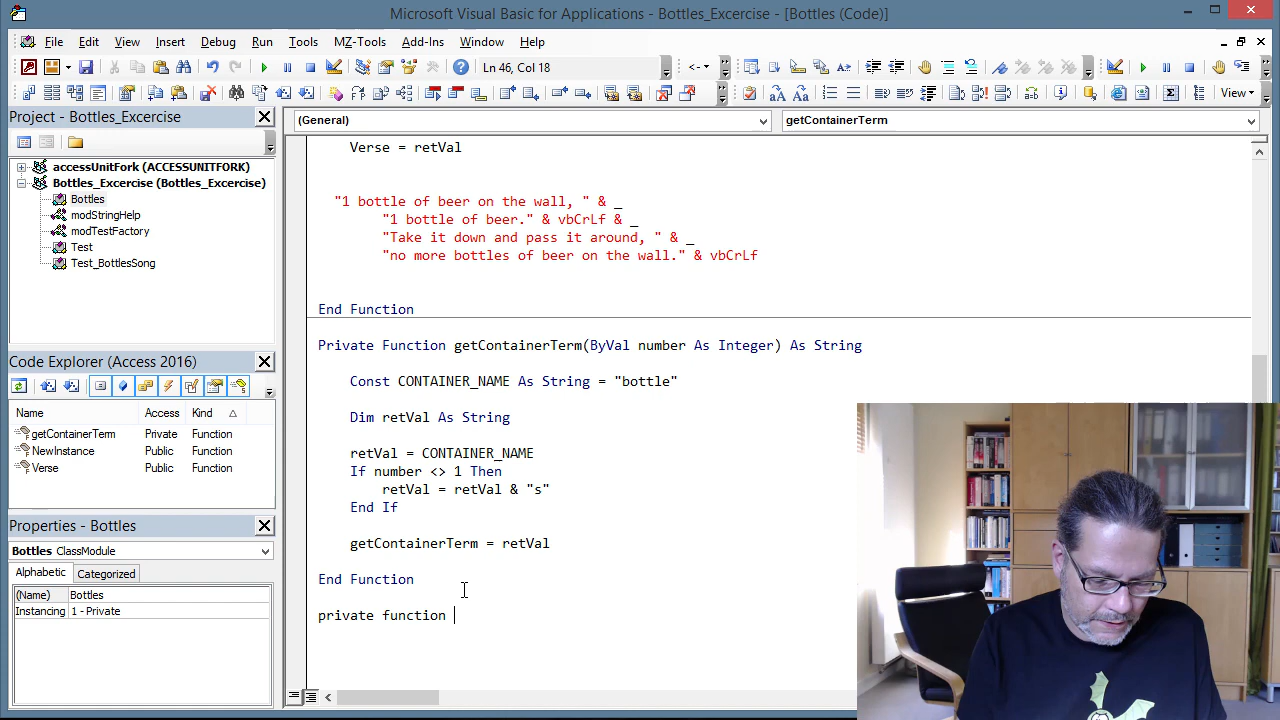 Microsoft Visual Basic for Applications - Bottles_Excercise - [Bottles (Code)]
File Edit View Insert Format Debug Run Tools MZ-Tools Add-Ins Window Help
Ln 46, Col 18
View
Project - Bottles_Excercise
accessUnitFork (ACCESSUNITFORK)
Bottles_Excercise (Bottles_Excercise)
Bottles
modStringHelp
modTestFactory
Test
Test_BottlesSong
Code Explorer (Access 2016)
Name Access Kind
getContainerTerm Private Function
NewInstance Public Function
Verse Public Function
Properties - Bottles
Bottles ClassModule
Alphabetic Categorized
(Name) Bottles
Instancing 1 - Private
(General) getContainerTerm
Verse = retVal
"1 bottle of beer on the wall, " & _
"1 bottle of beer." & vbCrLf & _
"Take it down and pass it around, " & _
"no more bottles of beer on the wall." & vbCrLf
End Function
Private Function getContainerTerm(ByVal number As Integer) As String
Const CONTAINER_NAME As String = "bottle"
Dim retVal As String
retVal = CONTAINER_NAME
If number <> 1 Then
retVal = retVal & "s"
End If
getContainerTerm = retVal
End Function
private function